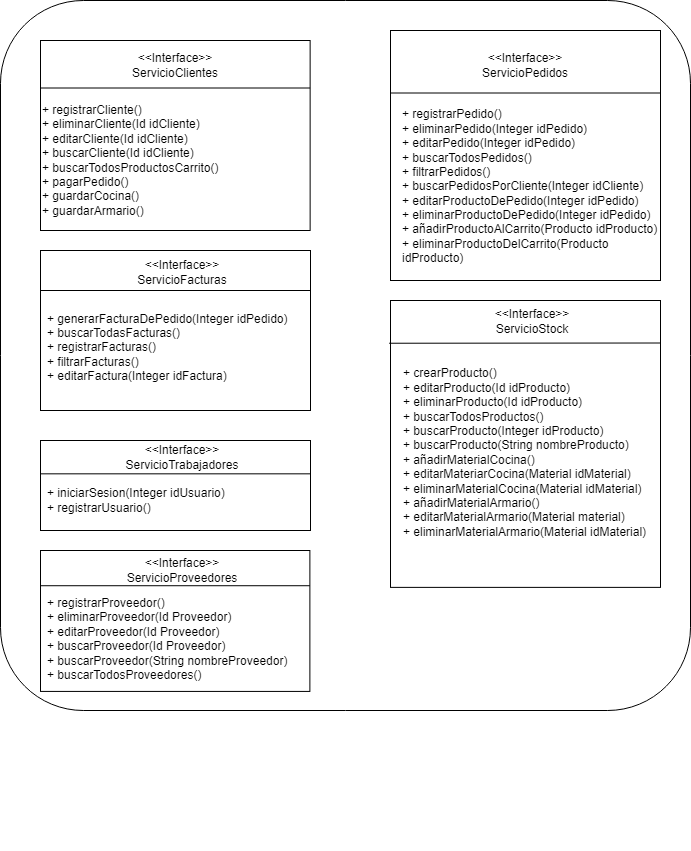 <<Interface>>
ServicioClientes
+ registrarCliente()
+ eliminarCliente(Id idCliente)
+ editarCliente(Id idCliente)
+ buscarCliente(Id idCliente)
+ buscarTodosProductosCarrito()
+ pagarPedido()
+ guardarCocina()
+ guardarArmario()
<<Interface>>
ServicioFacturas
+ generarFacturaDePedido(Integer idPedido)
+ buscarTodasFacturas()
+ registrarFacturas()
+ filtrarFacturas()
+ editarFactura(Integer idFactura)
<<Interface>>
ServicioTrabajadores
+ iniciarSesion(Integer idUsuario)
+ registrarUsuario()
<<Interface>>
ServicioProveedores
+ registrarProveedor()
+ eliminarProveedor(Id Proveedor)
+ editarProveedor(Id Proveedor)
+ buscarProveedor(Id Proveedor)
+ buscarProveedor(String nombreProveedor)
+ buscarTodosProveedores()
<<Interface>>
ServicioPedidos
+ registrarPedido()
+ eliminarPedido(Integer idPedido)
+ editarPedido(Integer idPedido)
+ buscarTodosPedidos()
+ filtrarPedidos()
+ buscarPedidosPorCliente(Integer idCliente)
+ editarProductoDePedido(Integer idPedido)
+ eliminarProductoDePedido(Integer idPedido)
+ añadirProductoAlCarrito(Producto idProducto)
+ eliminarProductoDelCarrito(Producto
idProducto)
<<Interface>>
ServicioStock
+ crearProducto()
+ editarProducto(Id idProducto)
+ eliminarProducto(Id idProducto)
+ buscarTodosProductos()
+ buscarProducto(Integer idProducto)
+ buscarProducto(String nombreProducto)
+ añadirMaterialCocina()
+ editarMateriarCocina(Material idMaterial)
+ eliminarMaterialCocina(Material idMaterial)
+ añadirMaterialArmario()
+ editarMaterialArmario(Material material)
+ eliminarMaterialArmario(Material idMaterial)